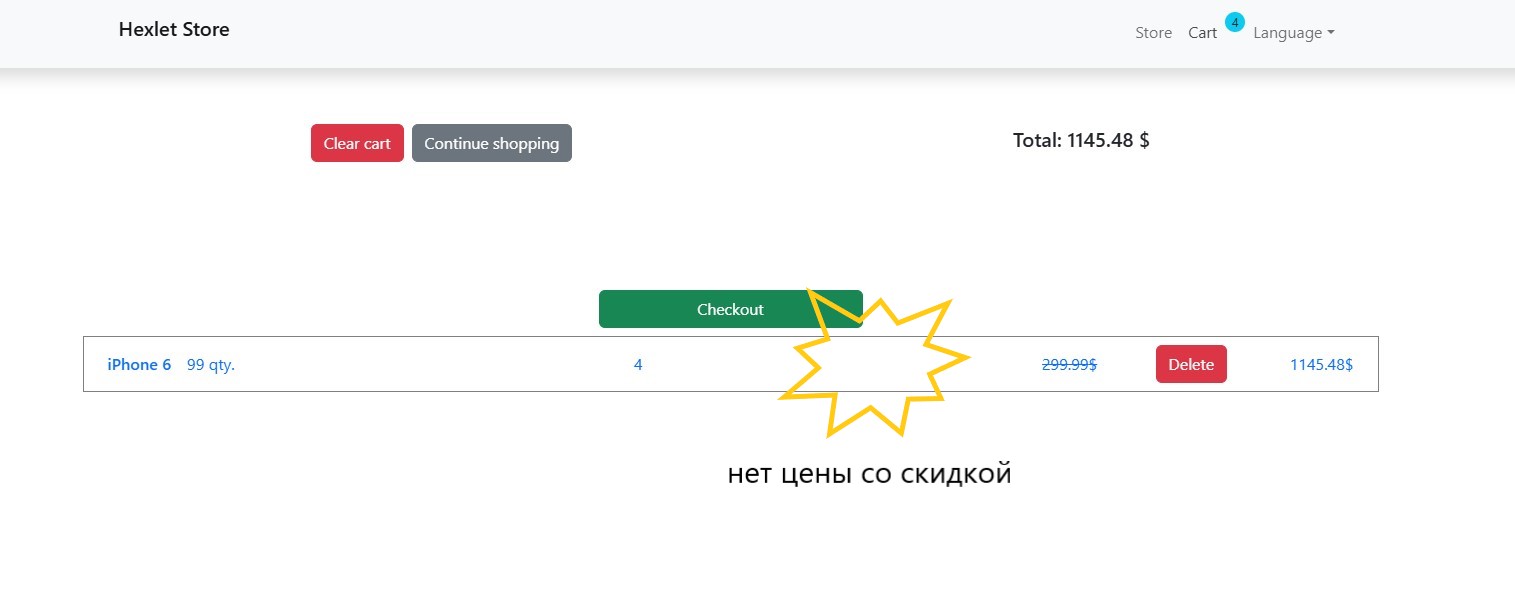 Hexlet Store
Store Cart 4 Language
Clear cart Continue shopping Total: 1145.48 $
Checkout
iPhone 6 99 qty. 4 299.99$ Delete 1145.48$
нет цены со скидкой